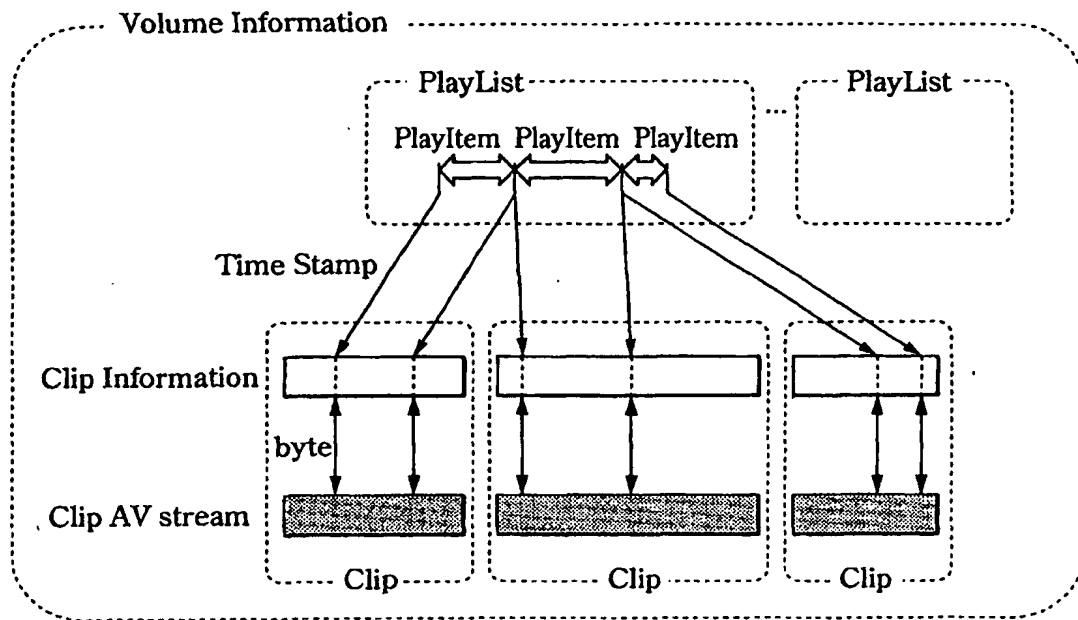 Volume Information
PlayList
...
PlayList
PlayItem PlayItem PlayItem
Time Stamp
Clip Information
byte
Clip AV stream
Clip
Clip
Clip